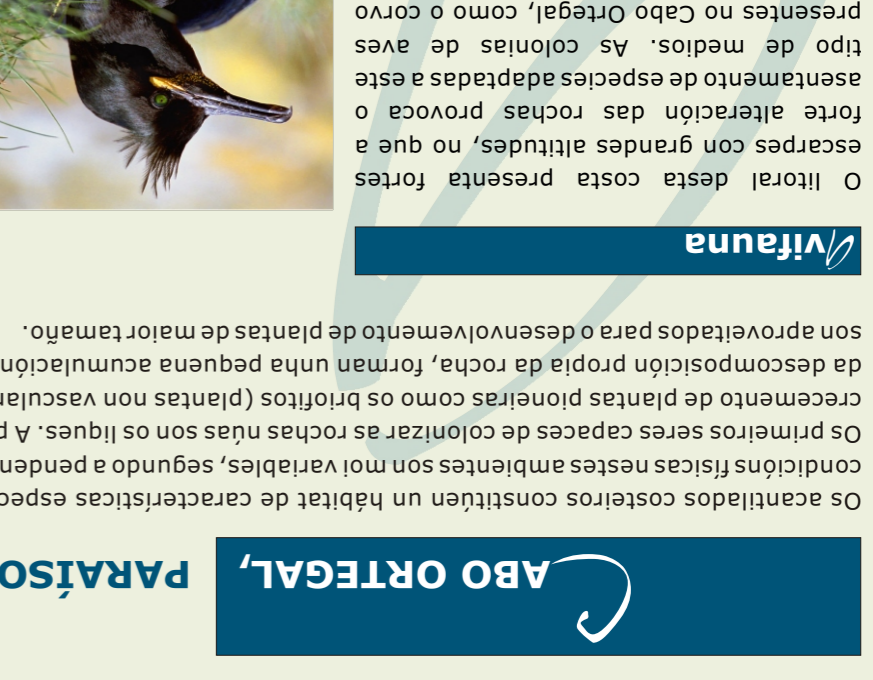 CABO ORTEGAL, PARAÍSO
Os acantilados costeiros constitúen un hábitat de características espec
condicións físicas nestes ambientes son moi variables, segundo a penden
Os primeiros seres capaces de colonizar as rochas núas son os liques. A p
crecemento de plantas pioneiras como os briofitos (plantas non vascular
da descomposición propia da rocha, forman unha pequena acumulación
son aproveitados para o desenvolvemento de plantas de maior tamaño.
Avifauna
O litoral desta costa presenta fortes
escarpes con grandes altitudes, no que a
forte alteración das rochas provoca o
asentamento de especies adaptadas a este
tipo de medios. As colonias de aves
presentes no Cabo Ortegal, como o corvo